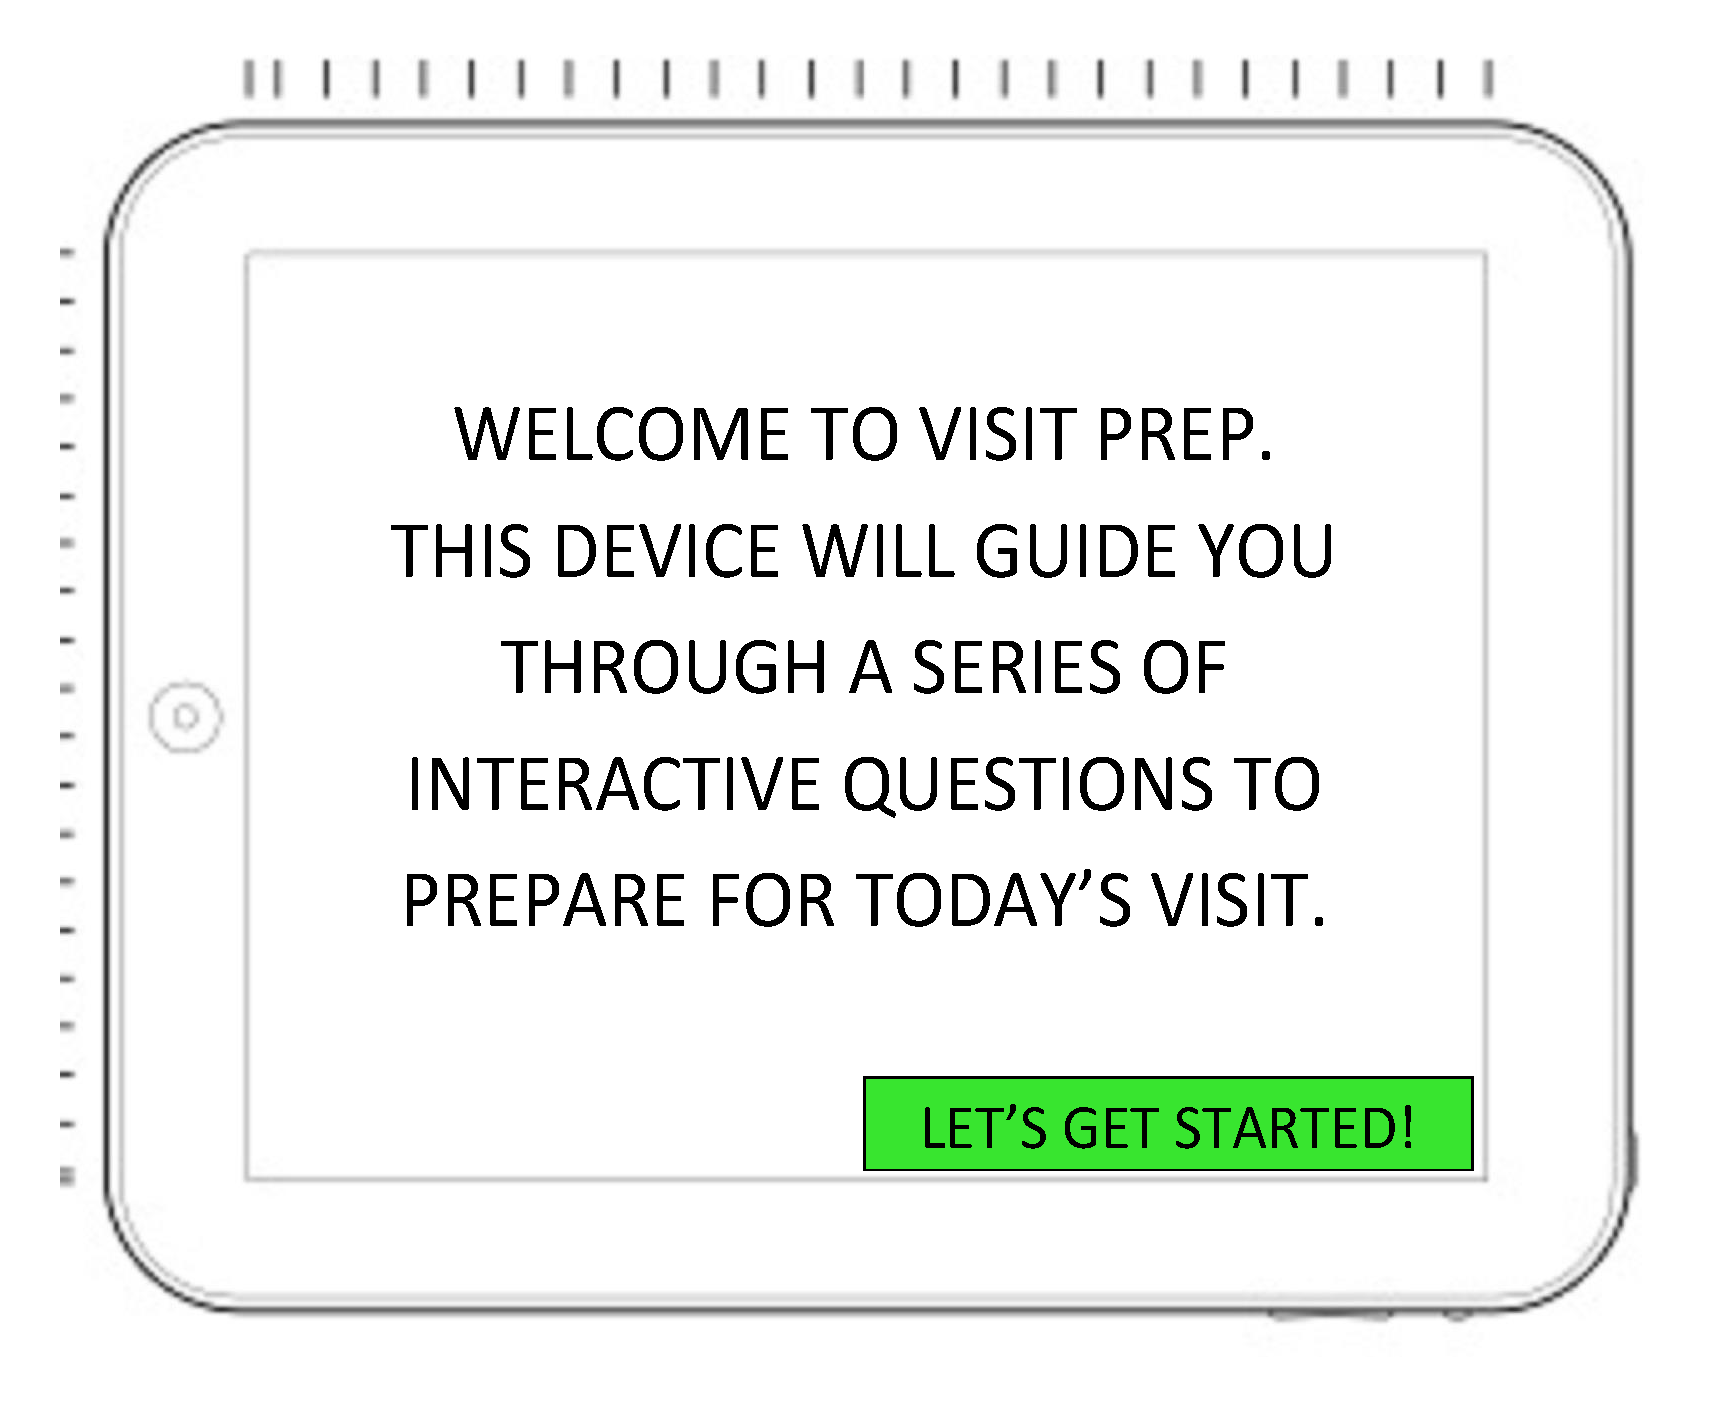 WELCOME TO VISIT PREP.
THIS DEVICE WILL GUIDE YOU
THROUGH A SERIES OF
INTERACTIVE QUESTIONS TO
PREPARE FOR TODAY’S VISIT.
LET’S GET STARTED!